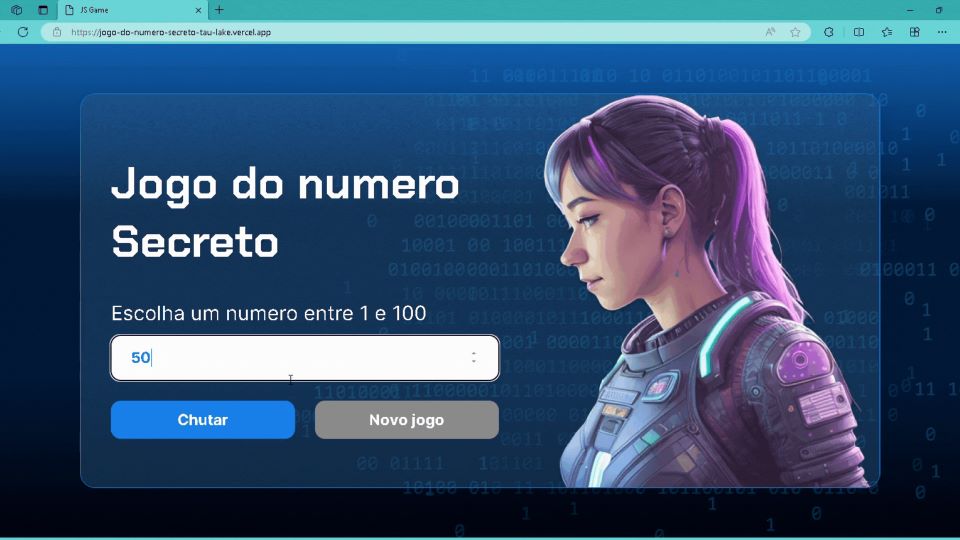 JS Game
https://jogo-do-numero-secreto-tau-lake.vercel.app
Jogo do numero
Secreto
Escolha um numero entre 1 e 100
50
Chutar
Novo jogo